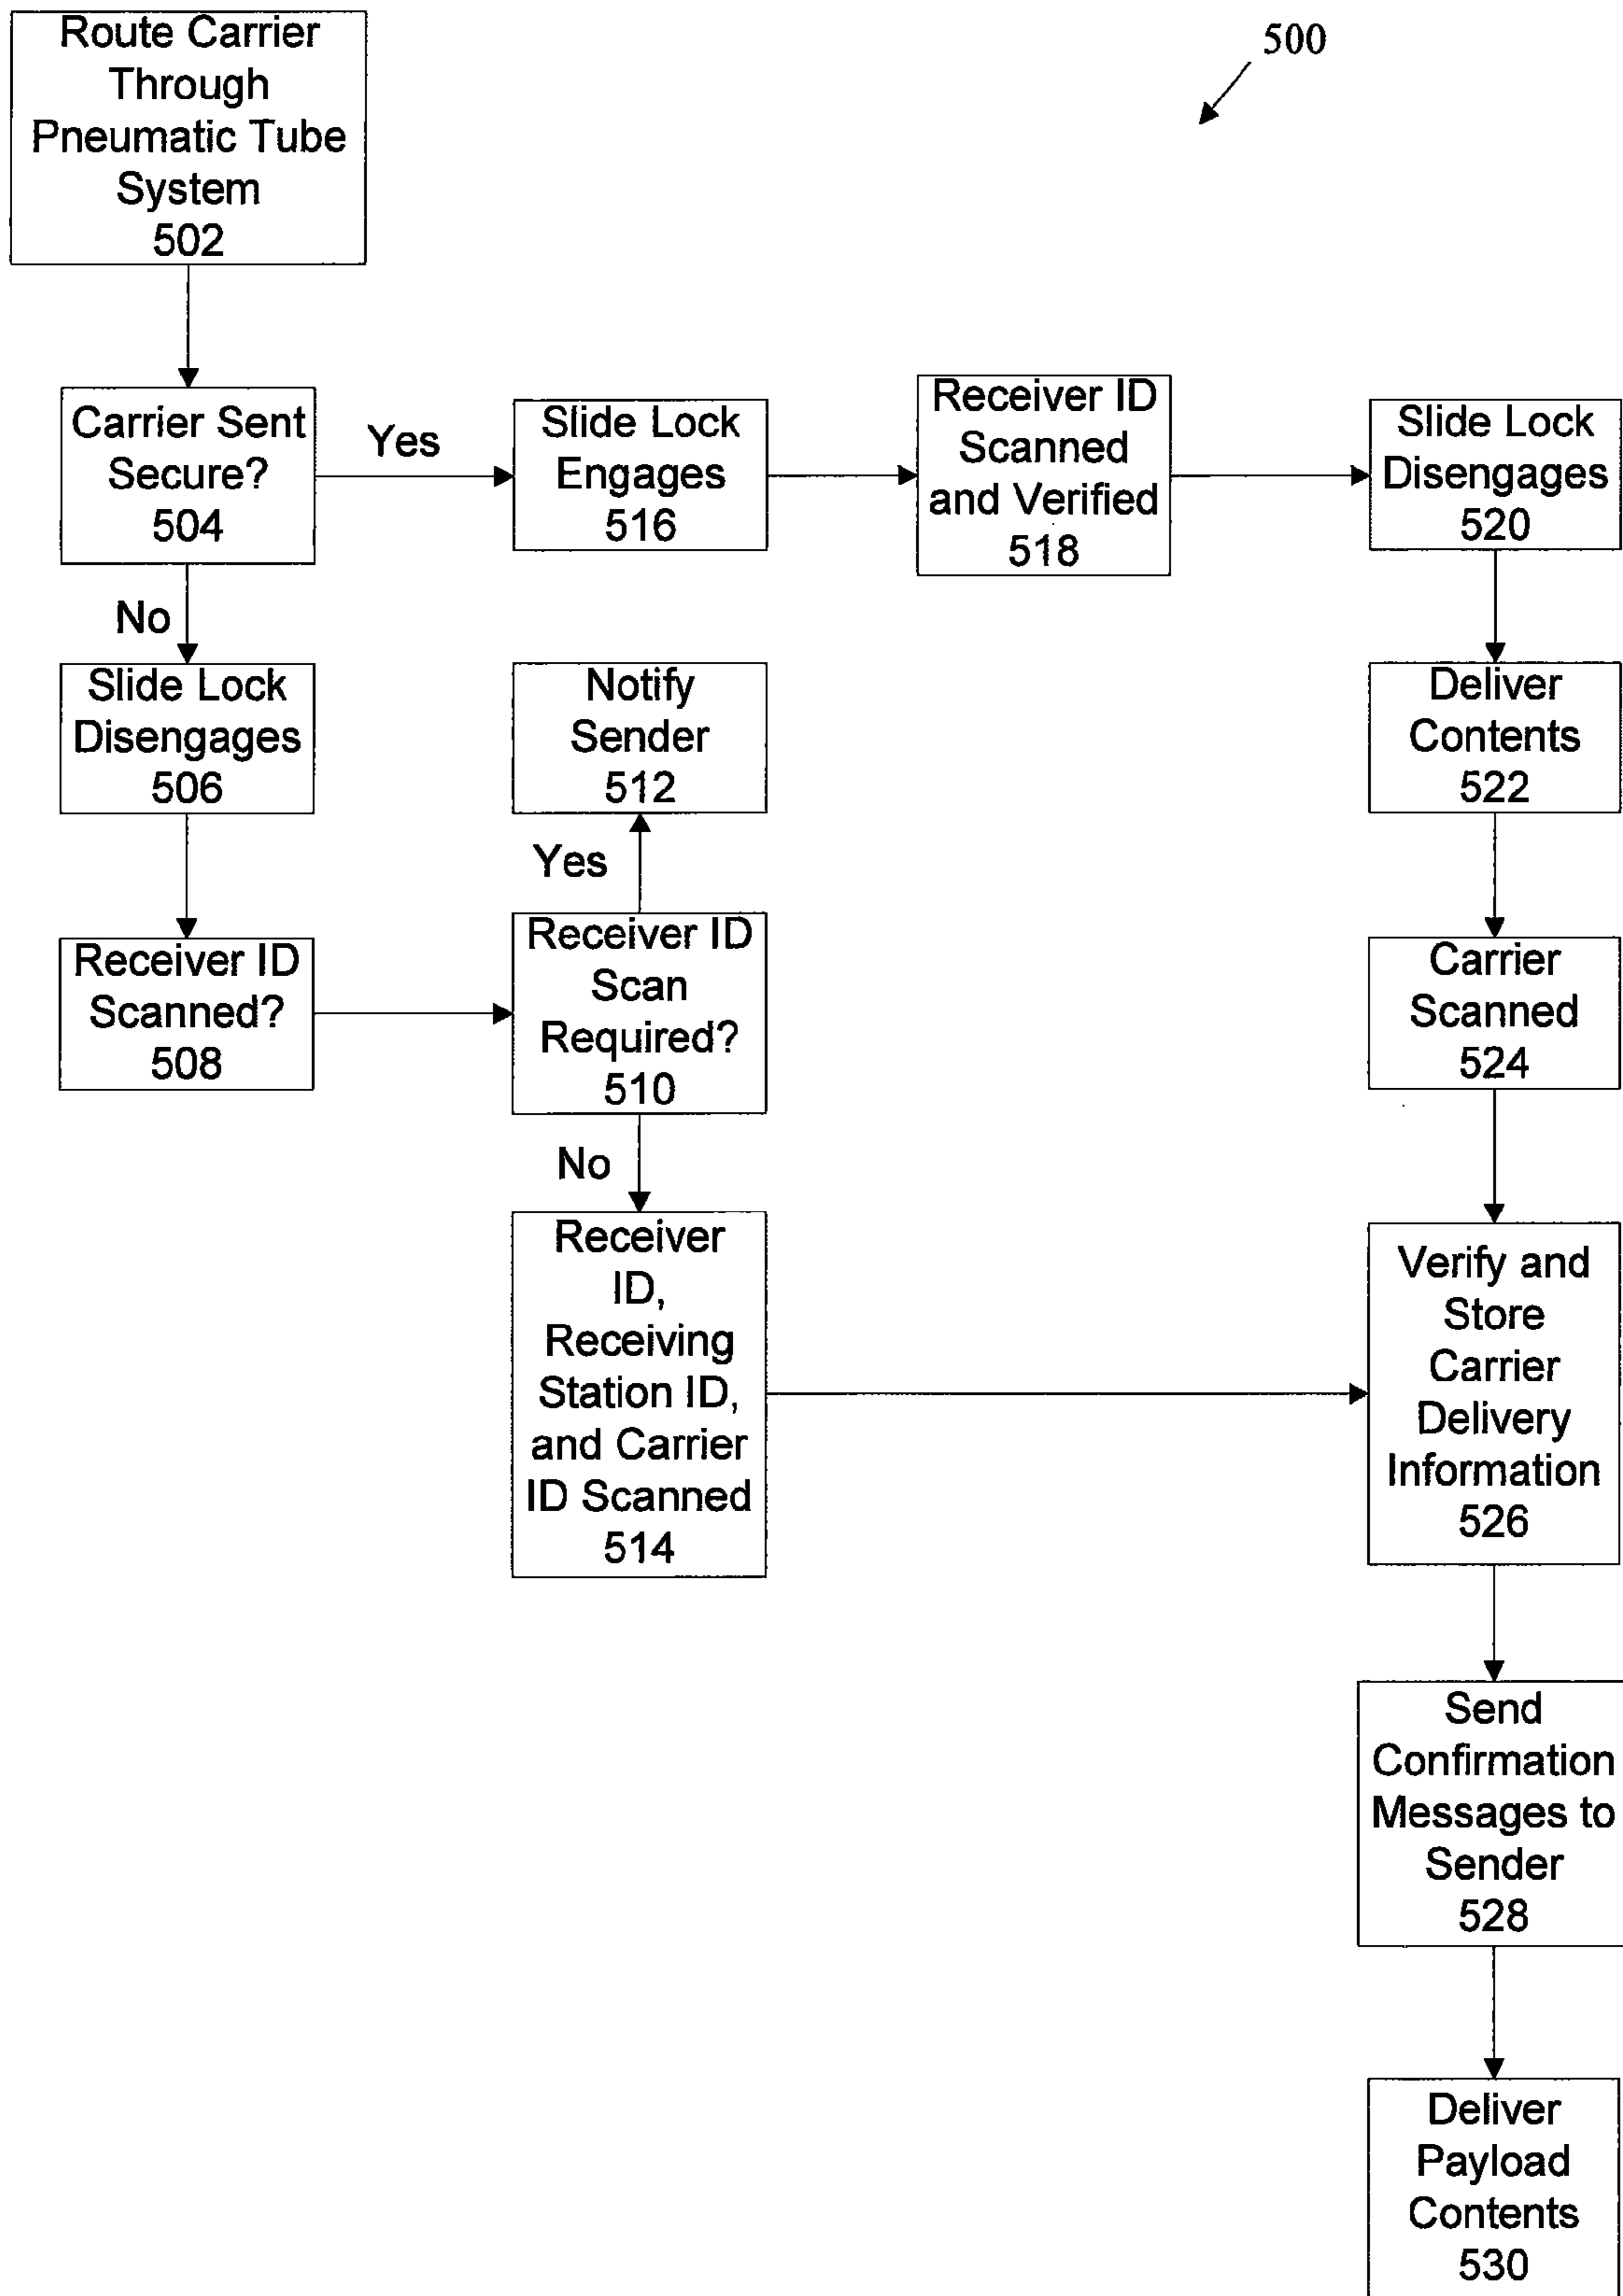 Route Carrier
Through
Pneumatic Tube
System
502
500
Carrier Sent
Secure?
504
Yes
Slide Lock
Engages
516
Receiver ID
Scanned
and Verified
518
Slide Lock
Disengages
520
No
Slide Lock
Disengages
506
Notify
Sender
512
Deliver
Contents
522
Yes
Receiver ID
Scanned?
508
Receiver ID
Scan
Required?
510
Carrier
Scanned
524
No
Receiver
ID,
Receiving
Station ID,
and Carrier
ID Scanned
514
Verify and
Store
Carrier
Delivery
Information
526
Send
Confirmation
Messages to
Sender
528
Deliver
Payload
Contents
530